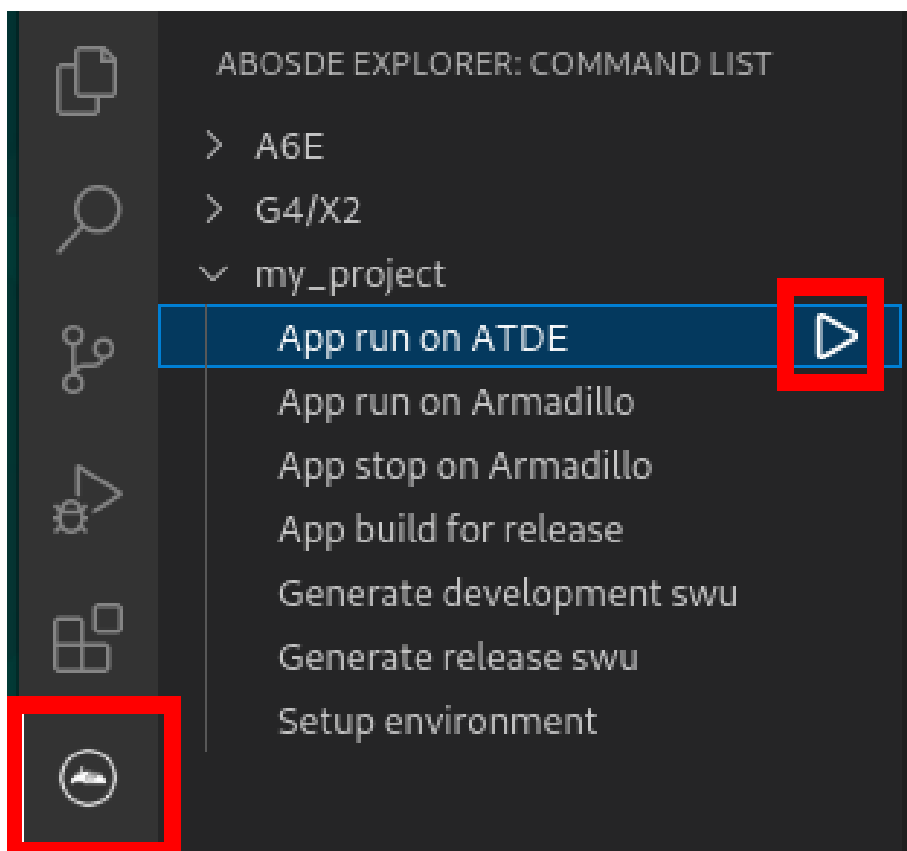 ABOSDE EXPLORER: COMMAND LIST
A6E
G4/X2
my_project
App run on ATDE
App run on Armadillo
App stop on Armadillo
App build for release
Generate development swu
Generate release swu
Setup environment